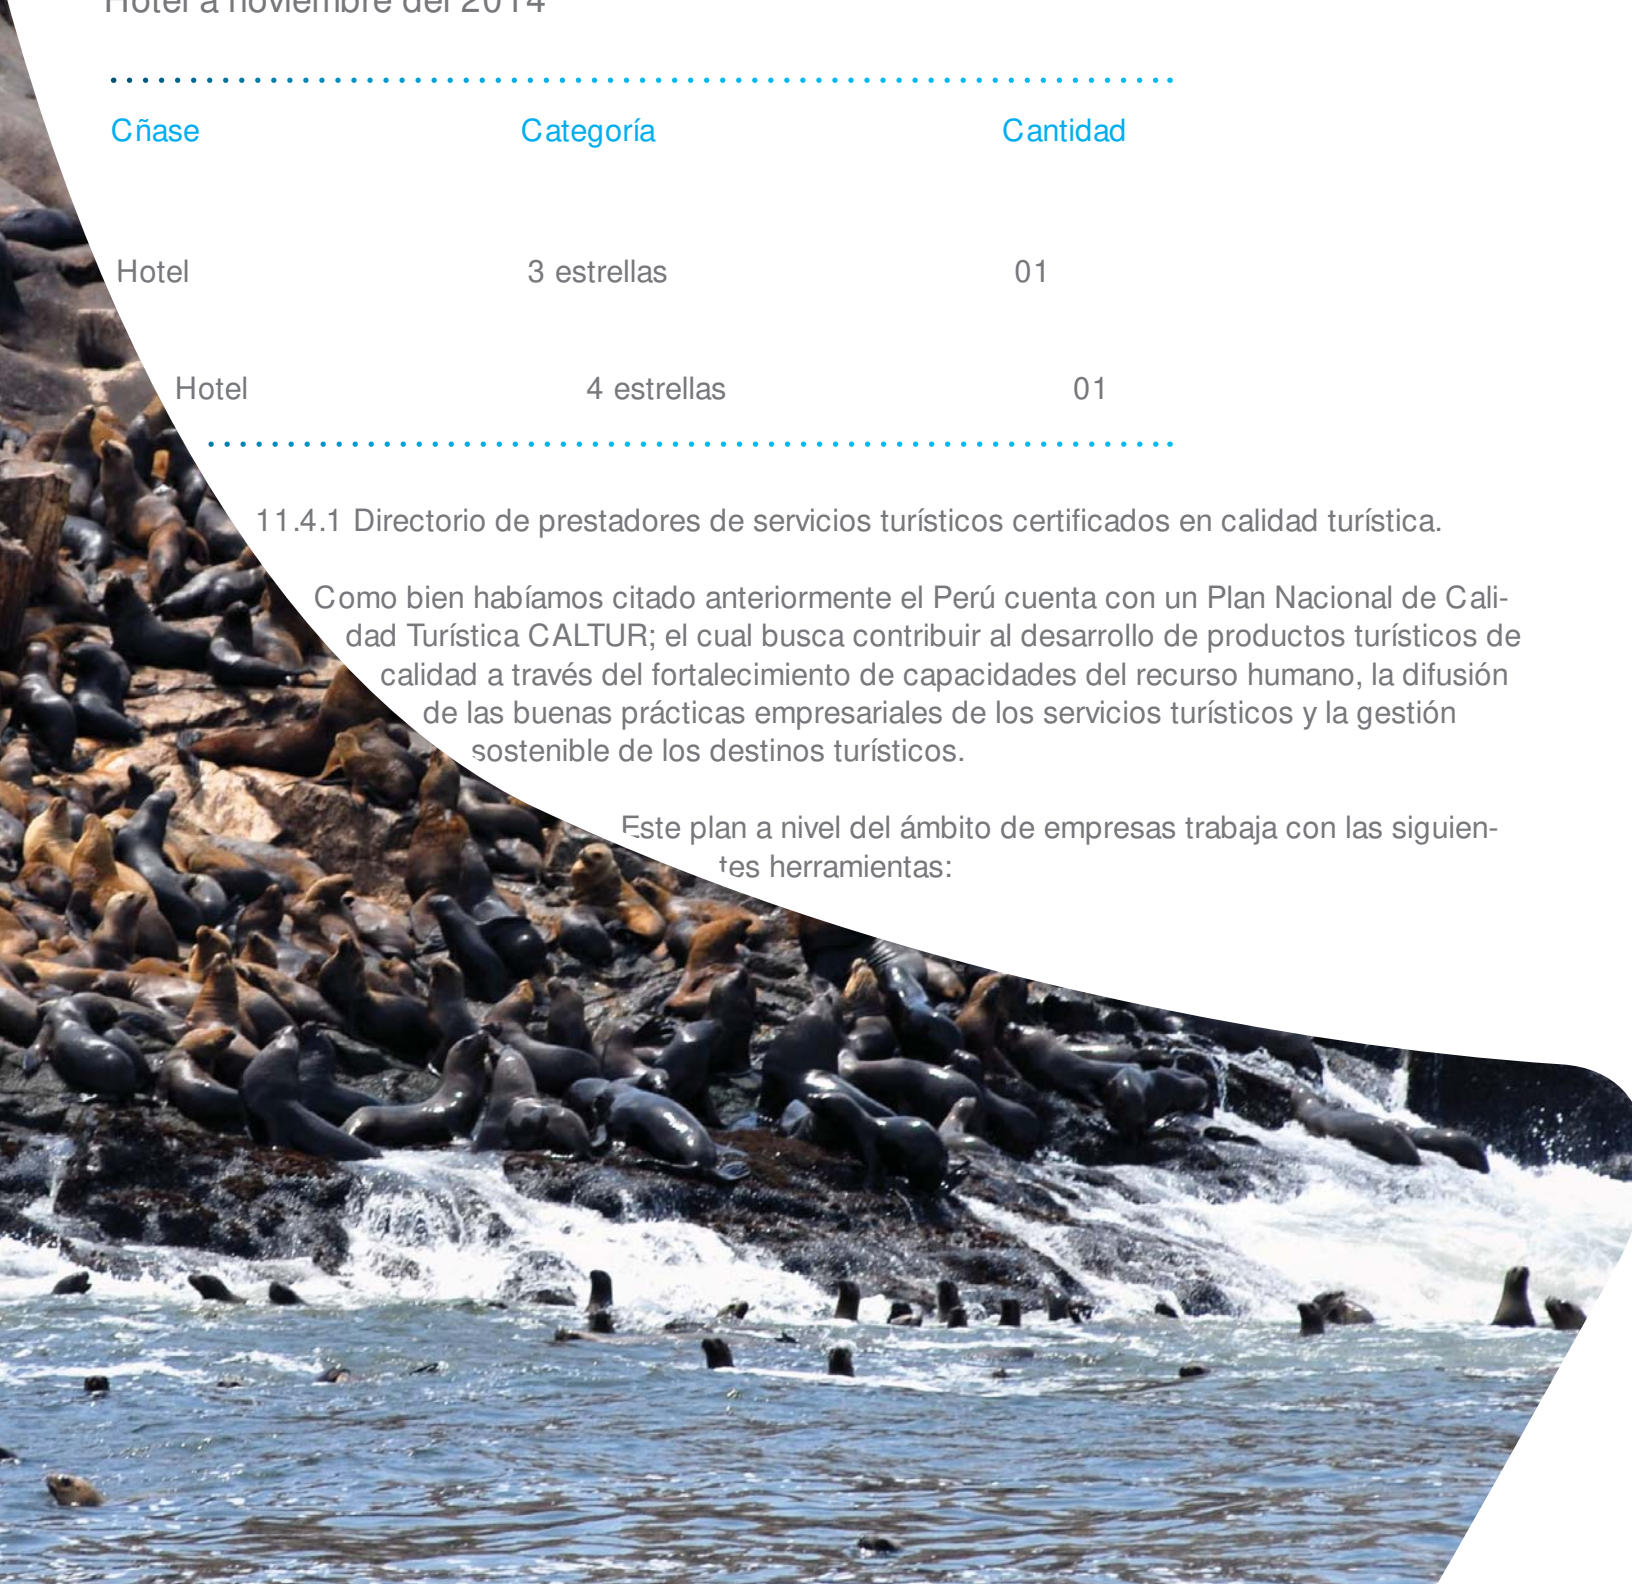 Hotel a noviembre del 2014
Cñase Categoría Cantidad
Hotel 3 estrellas 01
Hotel 4 estrellas 01
11.4.1 Directorio de prestadores de servicios turísticos certificados en calidad turística.
Como bien habíamos citado anteriormente el Perú cuenta con un Plan Nacional de Cali-
dad Turística CALTUR; el cual busca contribuir al desarrollo de productos turísticos de
calidad a través del fortalecimiento de capacidades del recurso humano, la difusión
de las buenas prácticas empresariales de los servicios turísticos y la gestión
sostenible de los destinos turísticos.
Este plan a nivel del ámbito de empresas trabaja con las siguien-
tes herramientas: